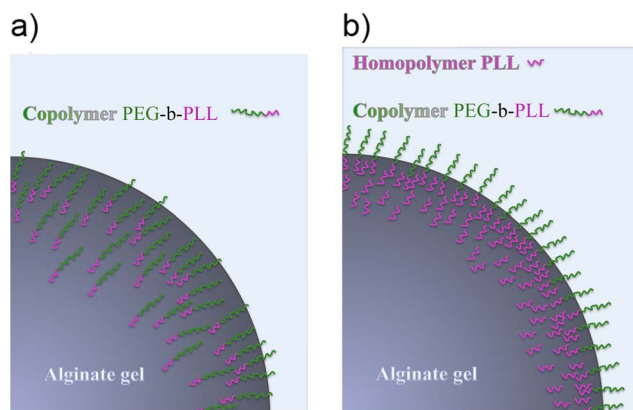 a)
Copolymer PEG-b-PLL
Alginate gel
b)
Homopolymer PLL
Copolymer PEG-b-PLL
Alginate gel